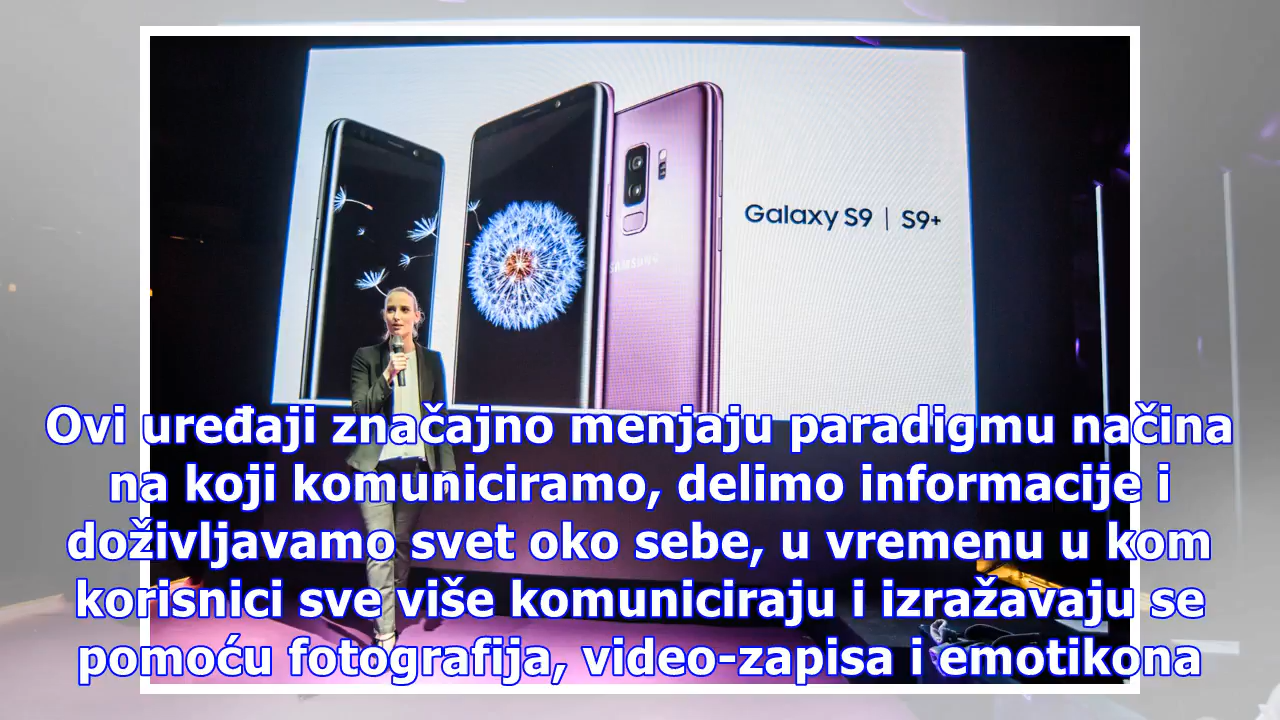 Galaxy S9 | S9+
SAMSUNG
Ovi uređaji značajno menjaju paradigmu načina
na koji komuniciramo, delimo informacije i
doživljavamo svet oko sebe, u vremenu u kom
korisnici sve više komuniciraju i izražavaju se
pomoću fotografija, video-zapisa i emotikona